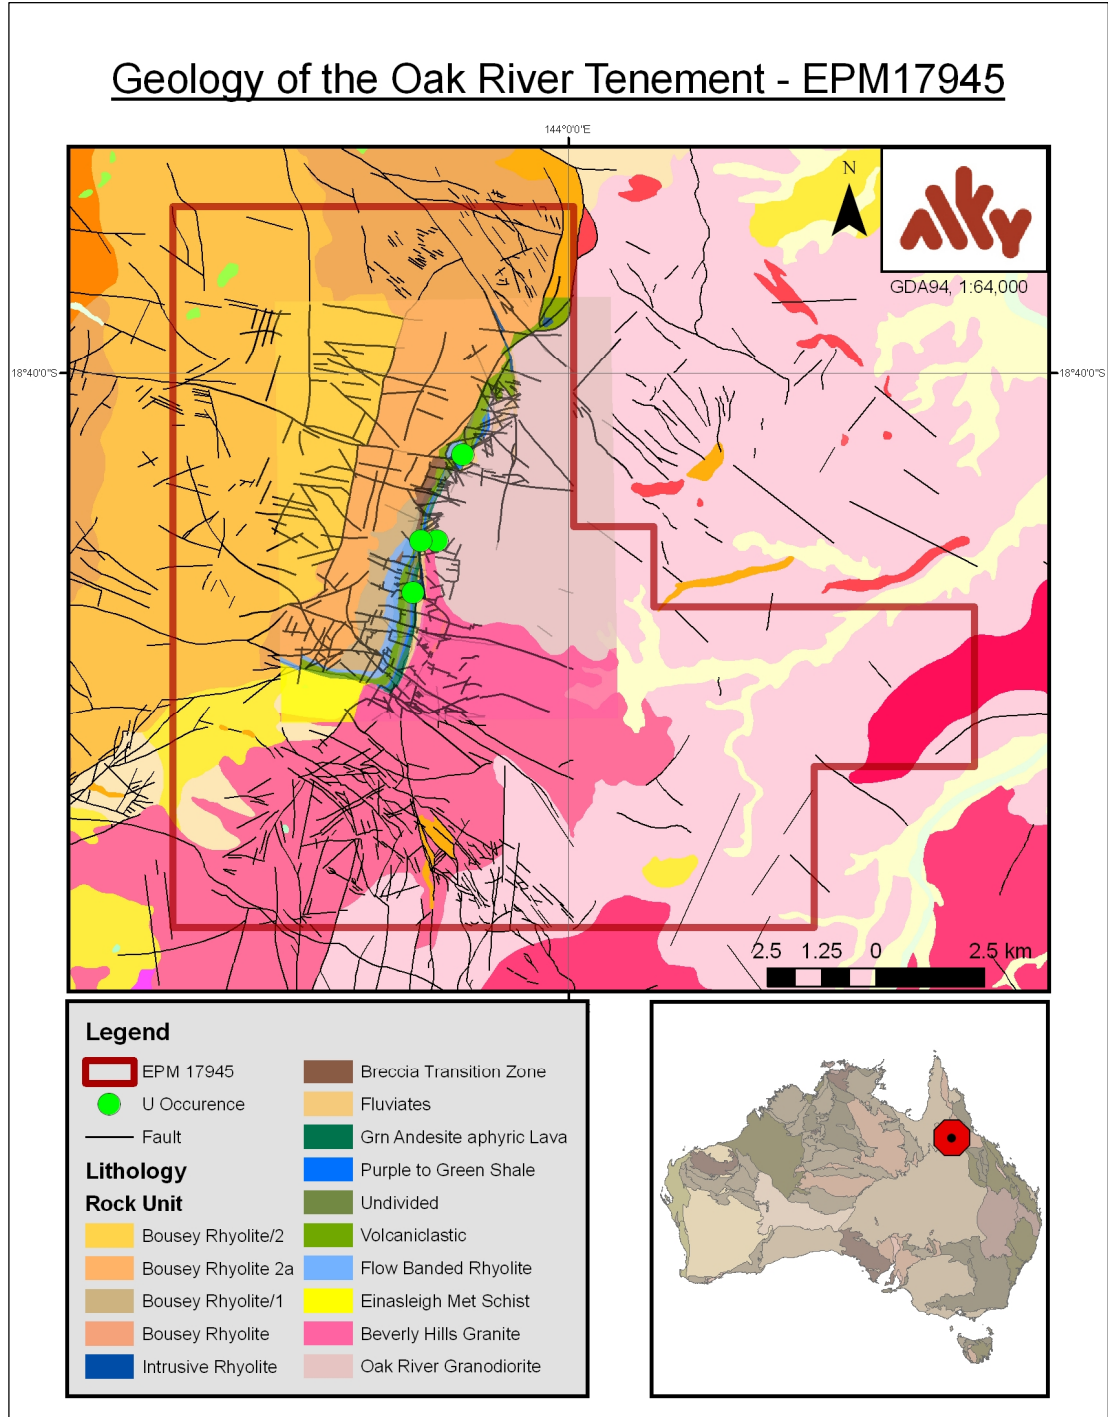 Geology of the Oak River Tenement - EPM17945
144°0'0"E
N
GDA94, 1:64,000
18°40'0"S
18°40'0"S
2.5 1.25 0 2.5 km
Legend
EPM 17945
U Occurence
Fault
Lithology
Rock Unit
Bousey Rhyolite/2
Bousey Rhyolite 2a
Bousey Rhyolite/1
Bousey Rhyolite
Intrusive Rhyolite
Breccia Transition Zone
Fluviates
Grn Andesite aphyric Lava
Purple to Green Shale
Undivided
Volcaniclastic
Flow Banded Rhyolite
Einasleigh Met Schist
Beverly Hills Granite
Oak River Granodiorite